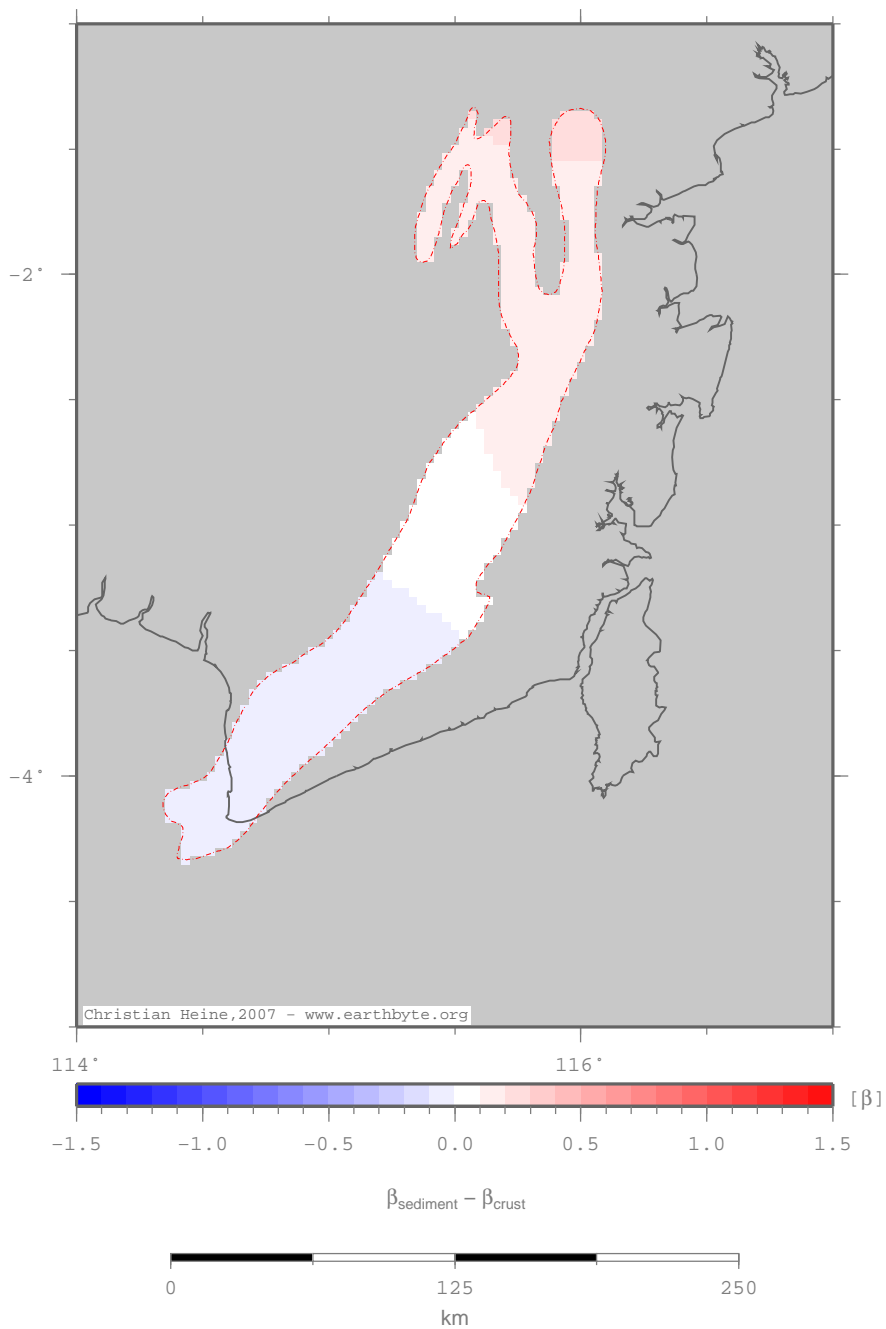 −2°
−4°
Christian Heine,2007 − www.earthbyte.org
114° 116°
[β]
−1.5 −1.0 −0.5 0.0 0.5 1.0 1.5
βsediment − βcrust
0 125 250
km